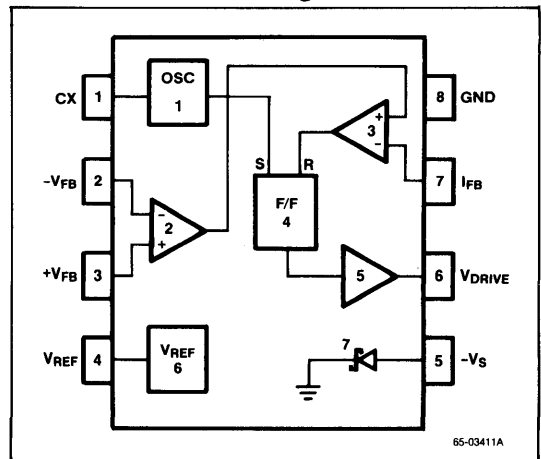 CX
1
OSC
1
8
GND
+
3
−
S
R
−VFB
2
F/F
4
7
IFB
−
2
+
+VFB
3
5
6
VDRIVE
VREF
4
VREF
6
7
5
−VS
65-03411A